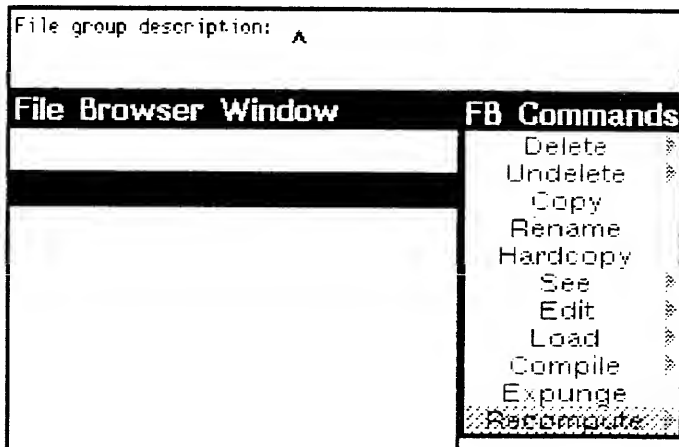 File group description:
File Browser Window
FB Commands
Delete
Undelete
Copy
Rename
Hardcopy
See
Edit
Load
Compile
Expunge
Recompute